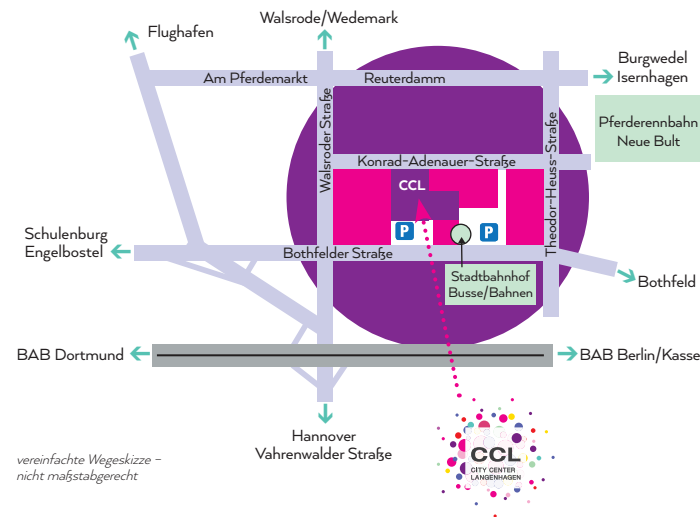 Walsrode/Wedemark
Flughafen
Burgwedel
Isernhagen
Am Pferdemarkt
Reuterdamm
Pferderennbahn
Neue Bult
Walsroder Straße
Theodor-Heuss-Straße
Konrad-Adenauer-Straße
CCL
P
P
Schulenburg
Engelbostel
Bothfelder Straße
Stadtbahnhof
Busse/Bahnen
Bothfeld
BAB Dortmund
BAB Berlin/Kasse
Hannover
Vahrenwalder Straße
CCL
CITY CENTER
LANGENHAGEN
vereinfachte Wegeskizze –
nicht maßstabgerecht